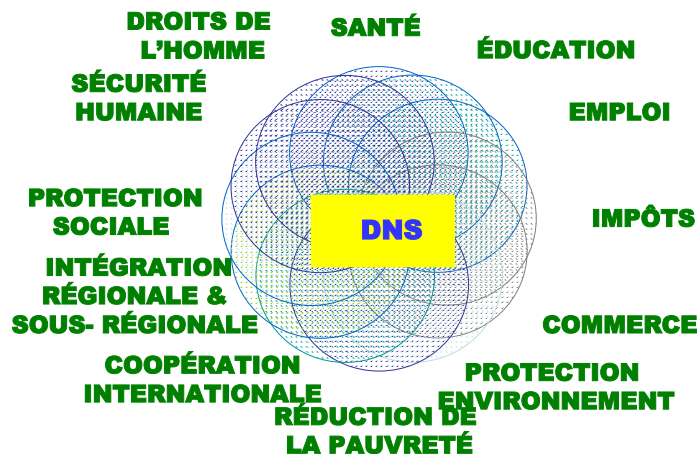 DROITS DE
L’HOMME
SANTÉ
ÉDUCATION
SÉCURITÉ
HUMAINE
EMPLOI
PROTECTION
SOCIALE
DNS
IMPÔTS
INTÉGRATION
RÉGIONALE &
SOUS- RÉGIONALE
COMMERCE
COOPÉRATION
INTERNATIONALE
PROTECTION
ENVIRONNEMENT
RÉDUCTION DE
LA PAUVRETÉ